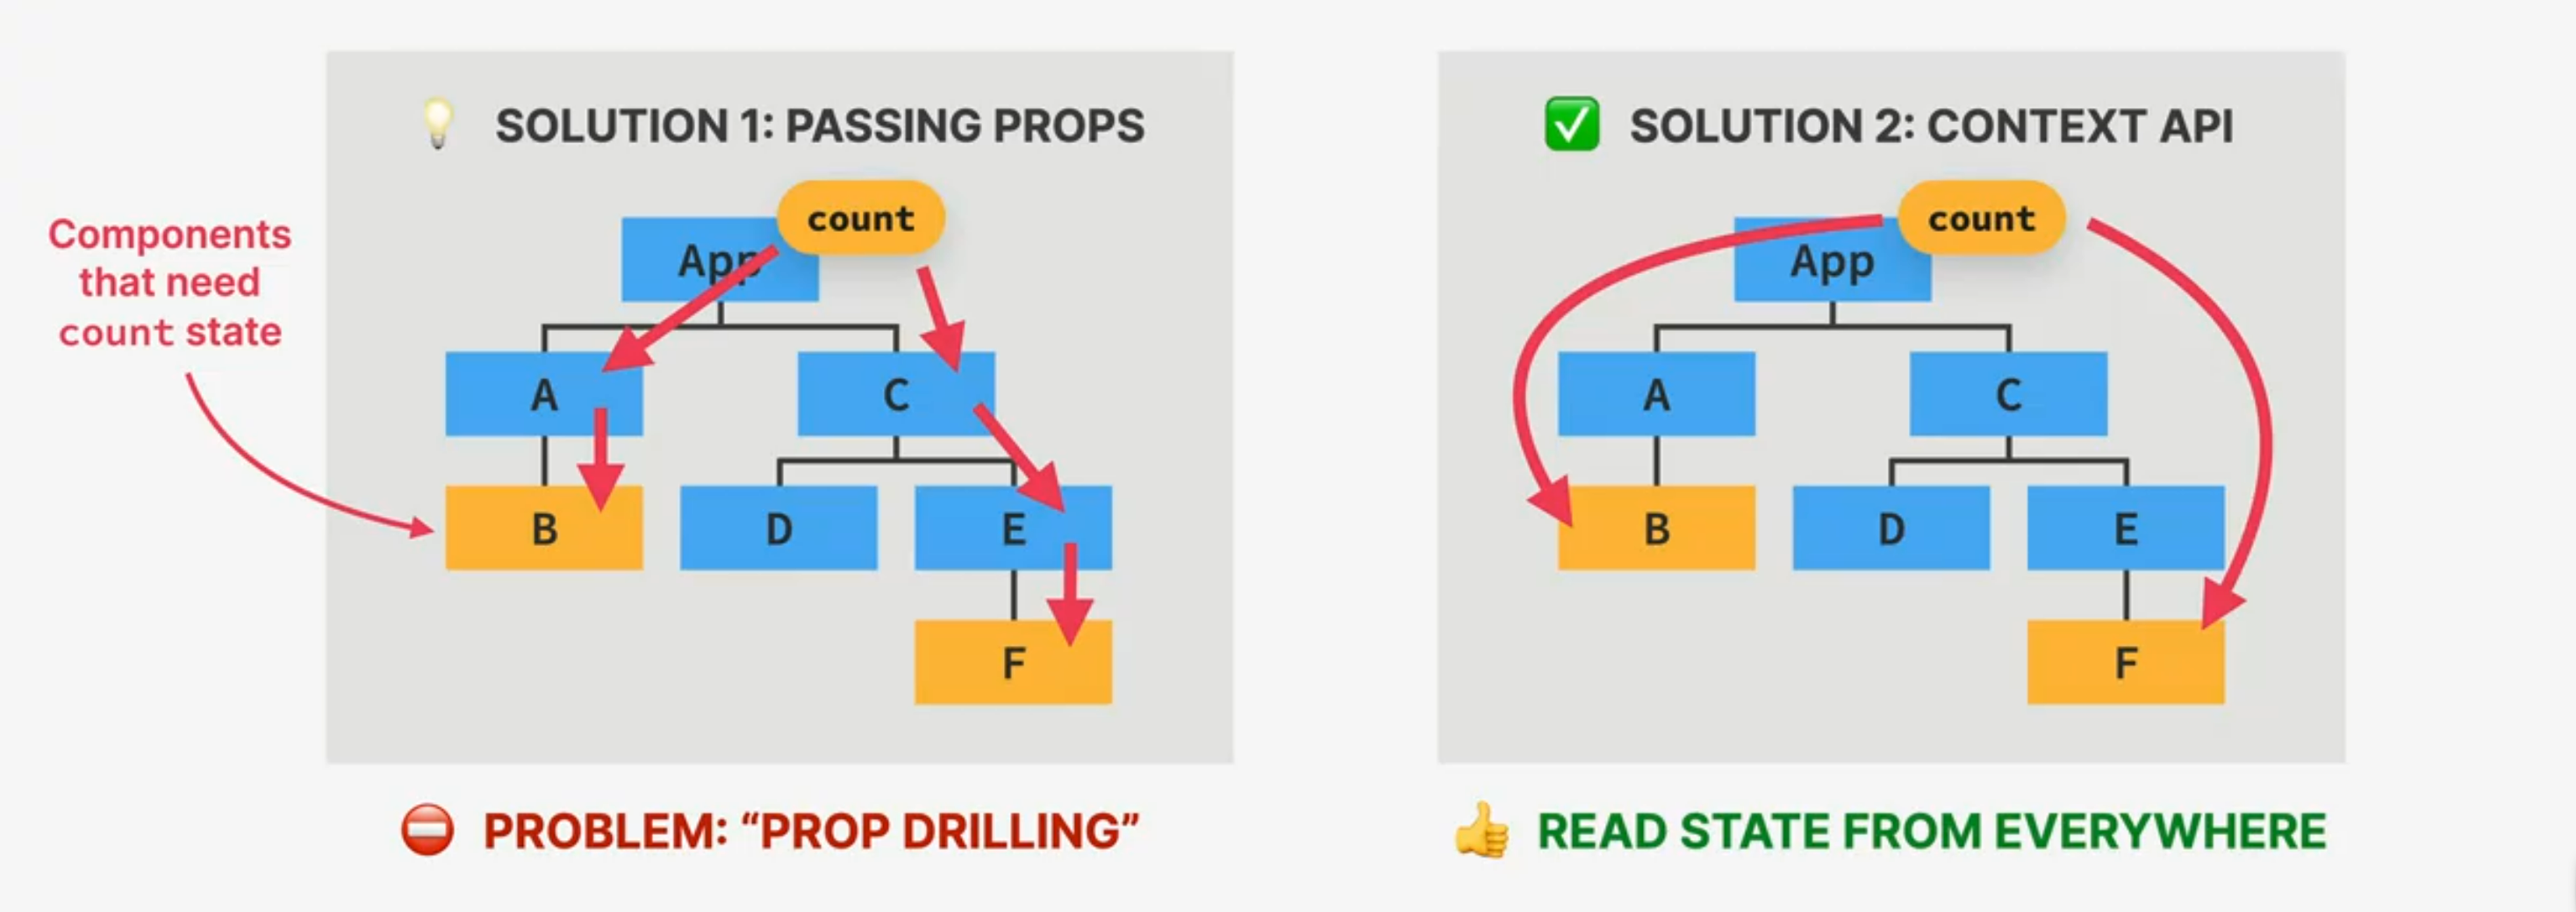 💡 SOLUTION 1: PASSING PROPS
count
App
Components
that need
count state
A
C
B
D
E
F
⛔ PROBLEM: “PROP DRILLING”
✅ SOLUTION 2: CONTEXT API
count
App
A
C
B
D
E
F
👍 READ STATE FROM EVERYWHERE